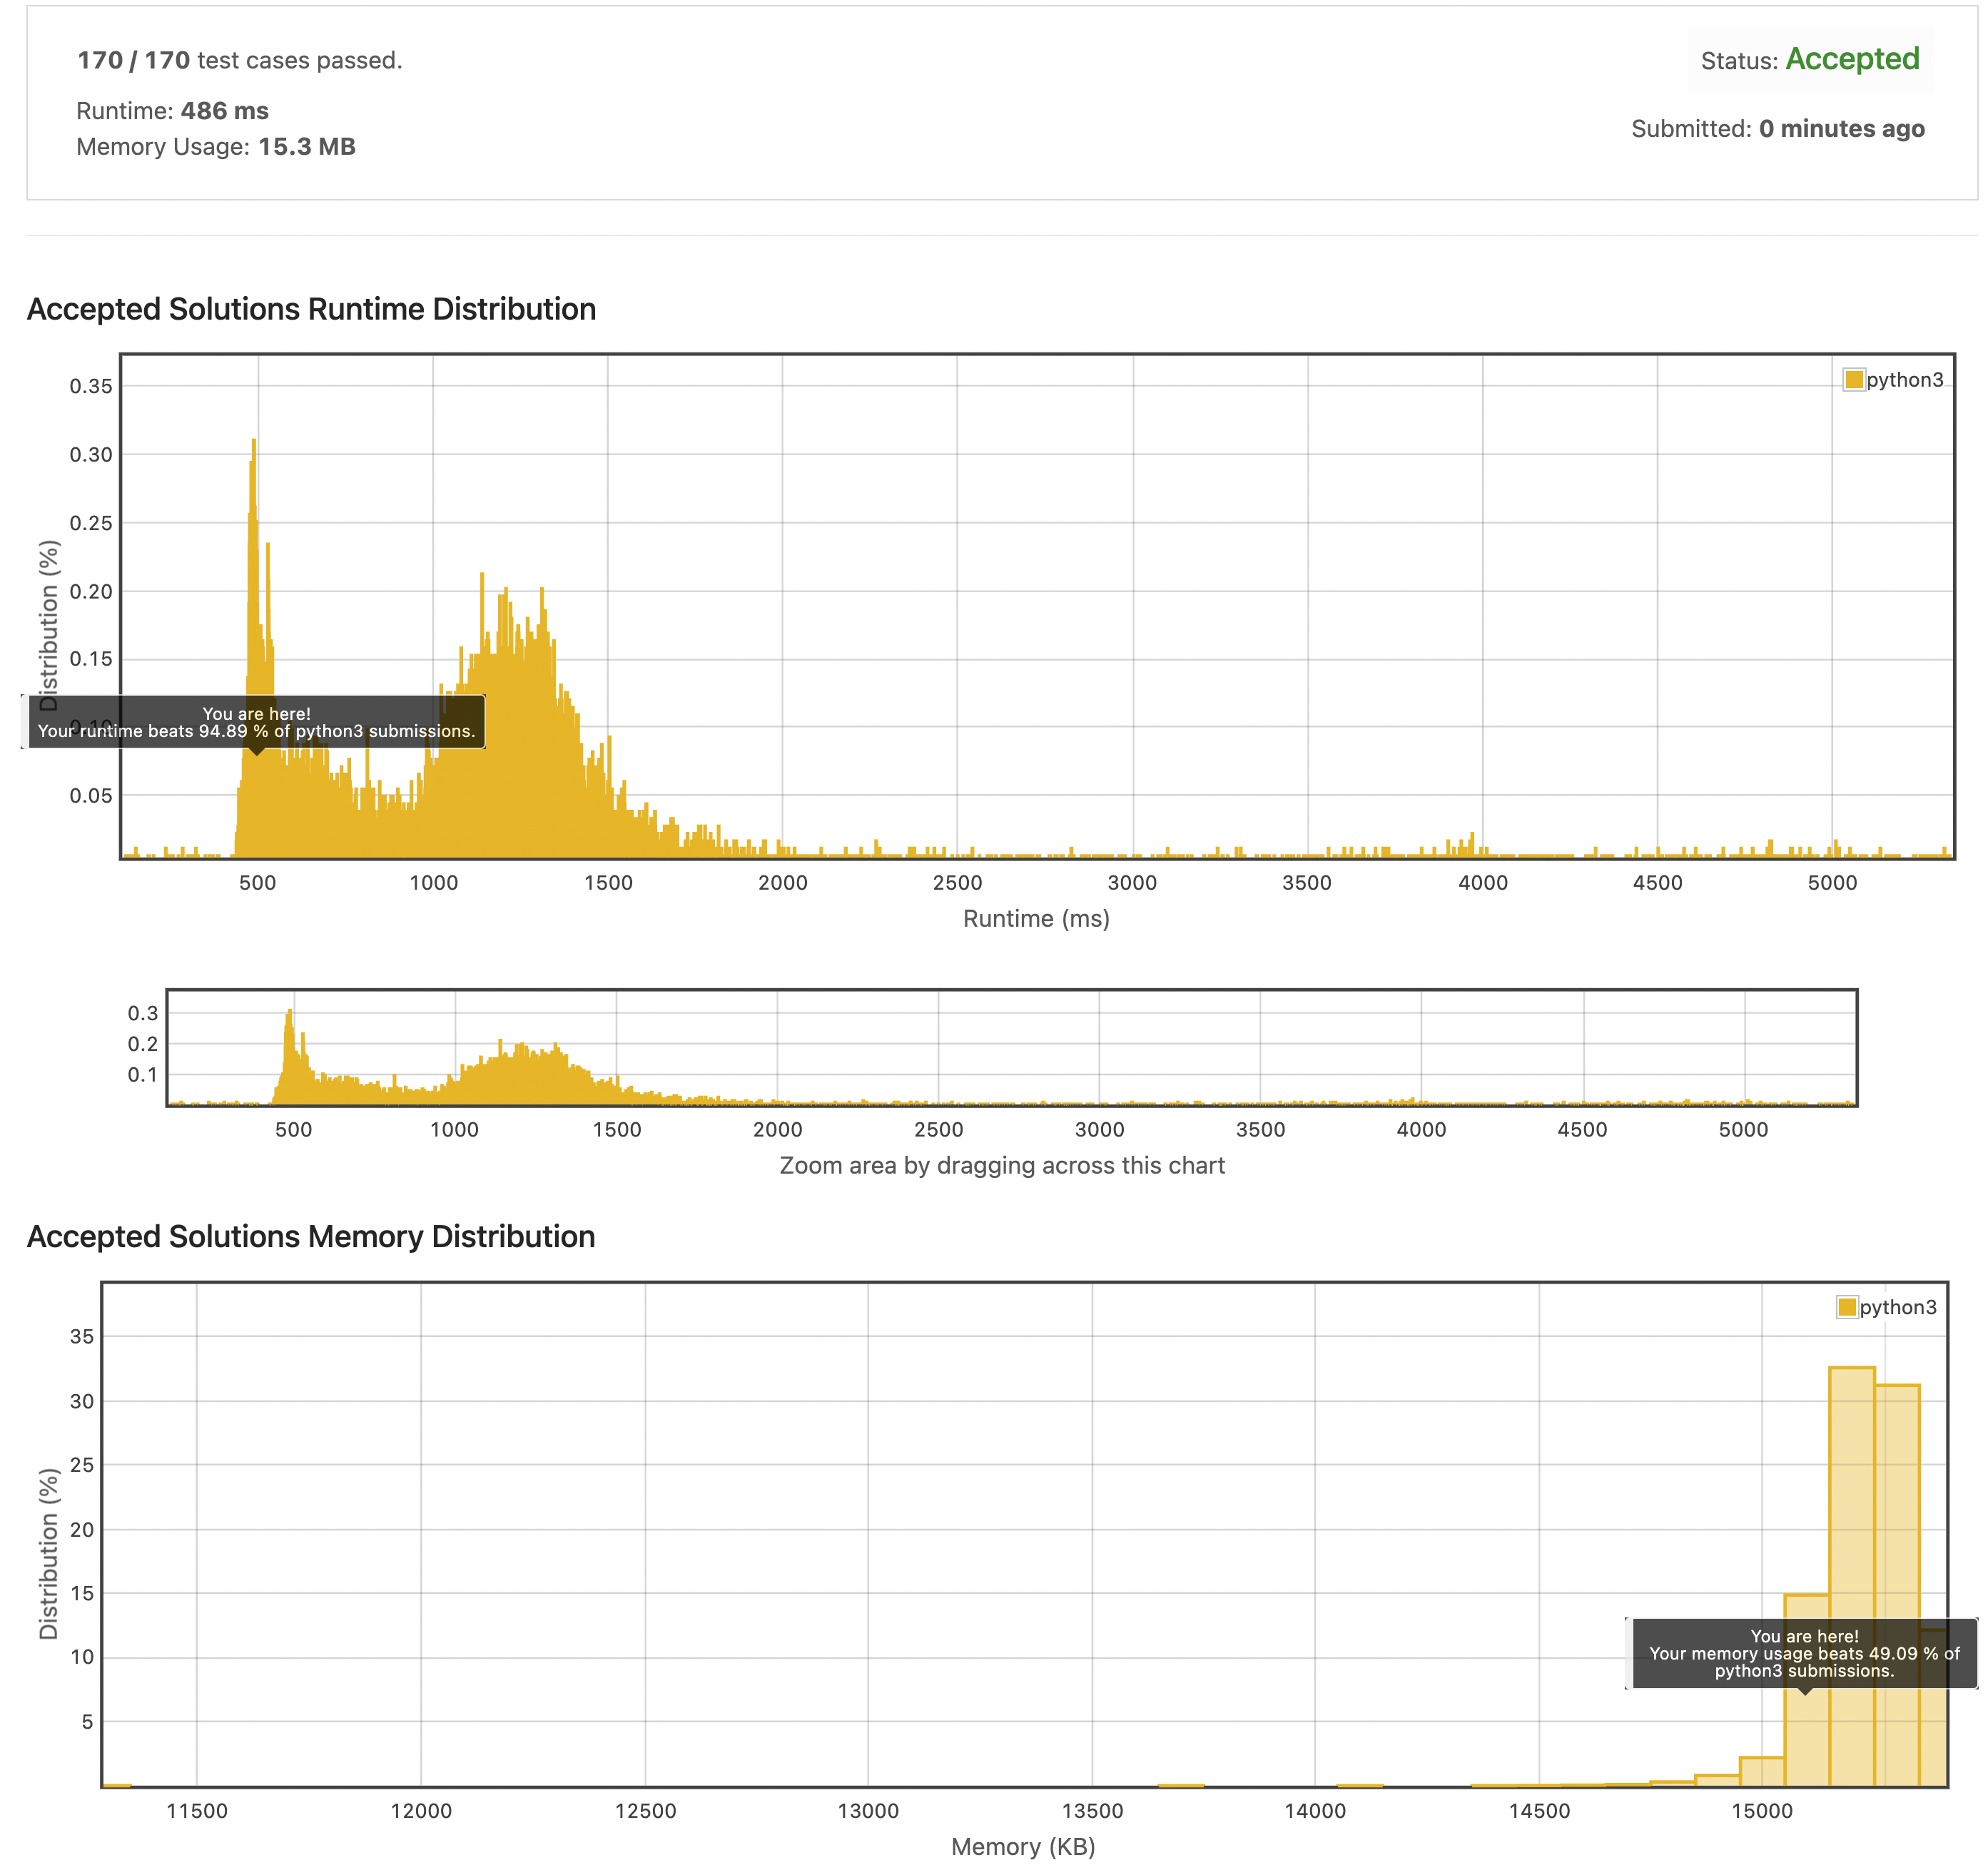 170 / 170 test cases passed.
Status: Accepted
Runtime: 486 ms
Submitted: 0 minutes ago
Memory Usage: 15.3 MB
Accepted Solutions Runtime Distribution
python3
0.35
0.30
0.25
0.20
0.15
0.10
0.05
Distribution (%)
You are here!
Your runtime beats 94.89 % of python3 submissions.
500 1000 1500 2000 2500 3000 3500 4000 4500 5000
Runtime (ms)
0.3
0.2
0.1
500 1000 1500 2000 2500 3000 3500 4000 4500 5000
Zoom area by dragging across this chart
Accepted Solutions Memory Distribution
python3
35
30
25
20
15
10
5
Distribution (%)
You are here!
Your memory usage beats 49.09 % of
python3 submissions.
11500 12000 12500 13000 13500 14000 14500 15000
Memory (KB)